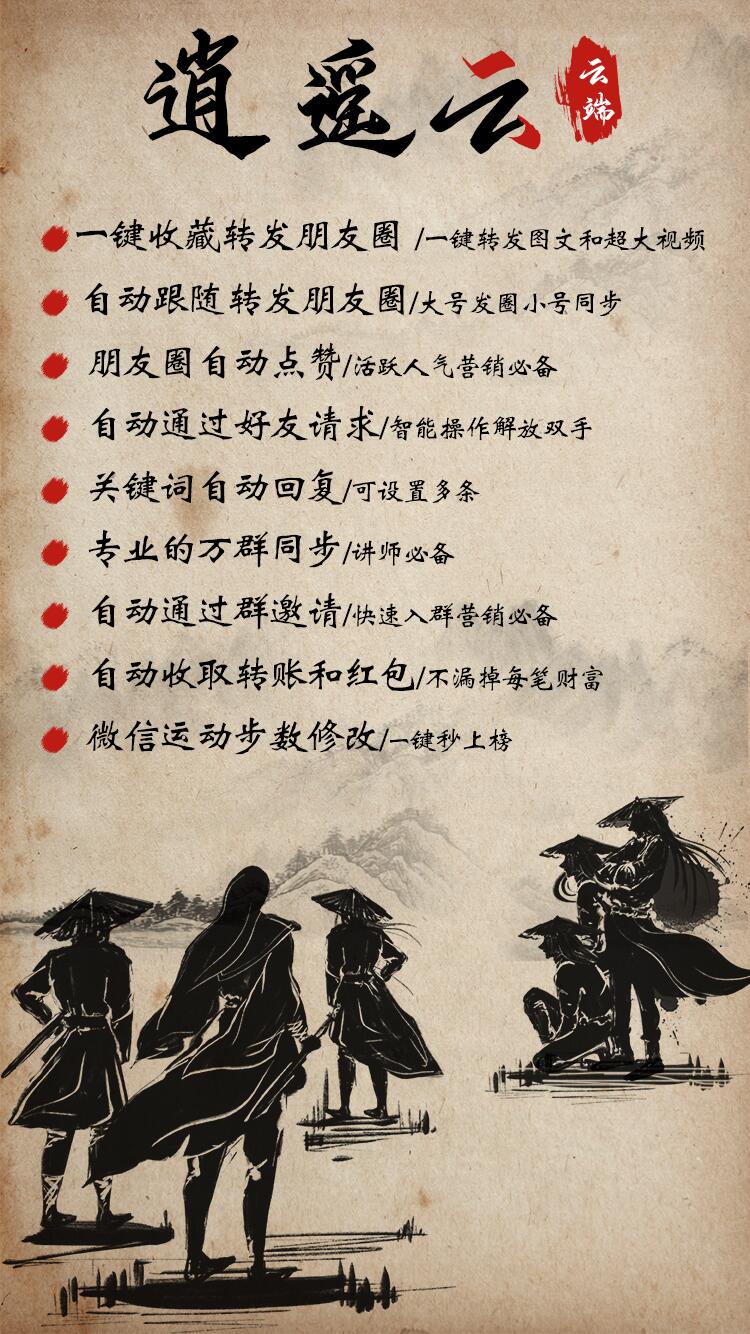 逍遥云
云端
一键收藏转发朋友圈 /一键转发图文和超大视频
自动跟随转发朋友圈/大号发圈小号同步
朋友圈自动点赞/活跃人气营销必备
自动通过好友请求/智能操作解放双手
关键词自动回复/可设置多条
专业的万群同步/讲师必备
自动通过群邀请/快速入群营销必备
自动收取转账和红包/不漏掉每笔财富
微信运动步数修改/一键秒上榜